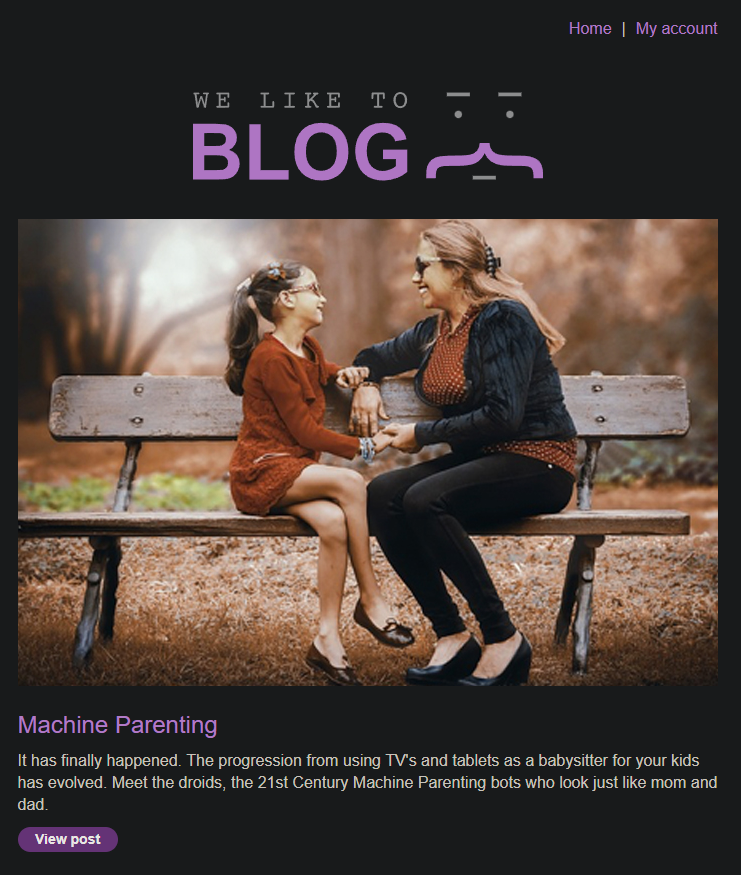 Home | My account
WE LIKE TO
BLOG
Machine Parenting
It has finally happened. The progression from using TV's and tablets as a babysitter for your kids
has evolved. Meet the droids, the 21st Century Machine Parenting bots who look just like mom and
dad.
View post